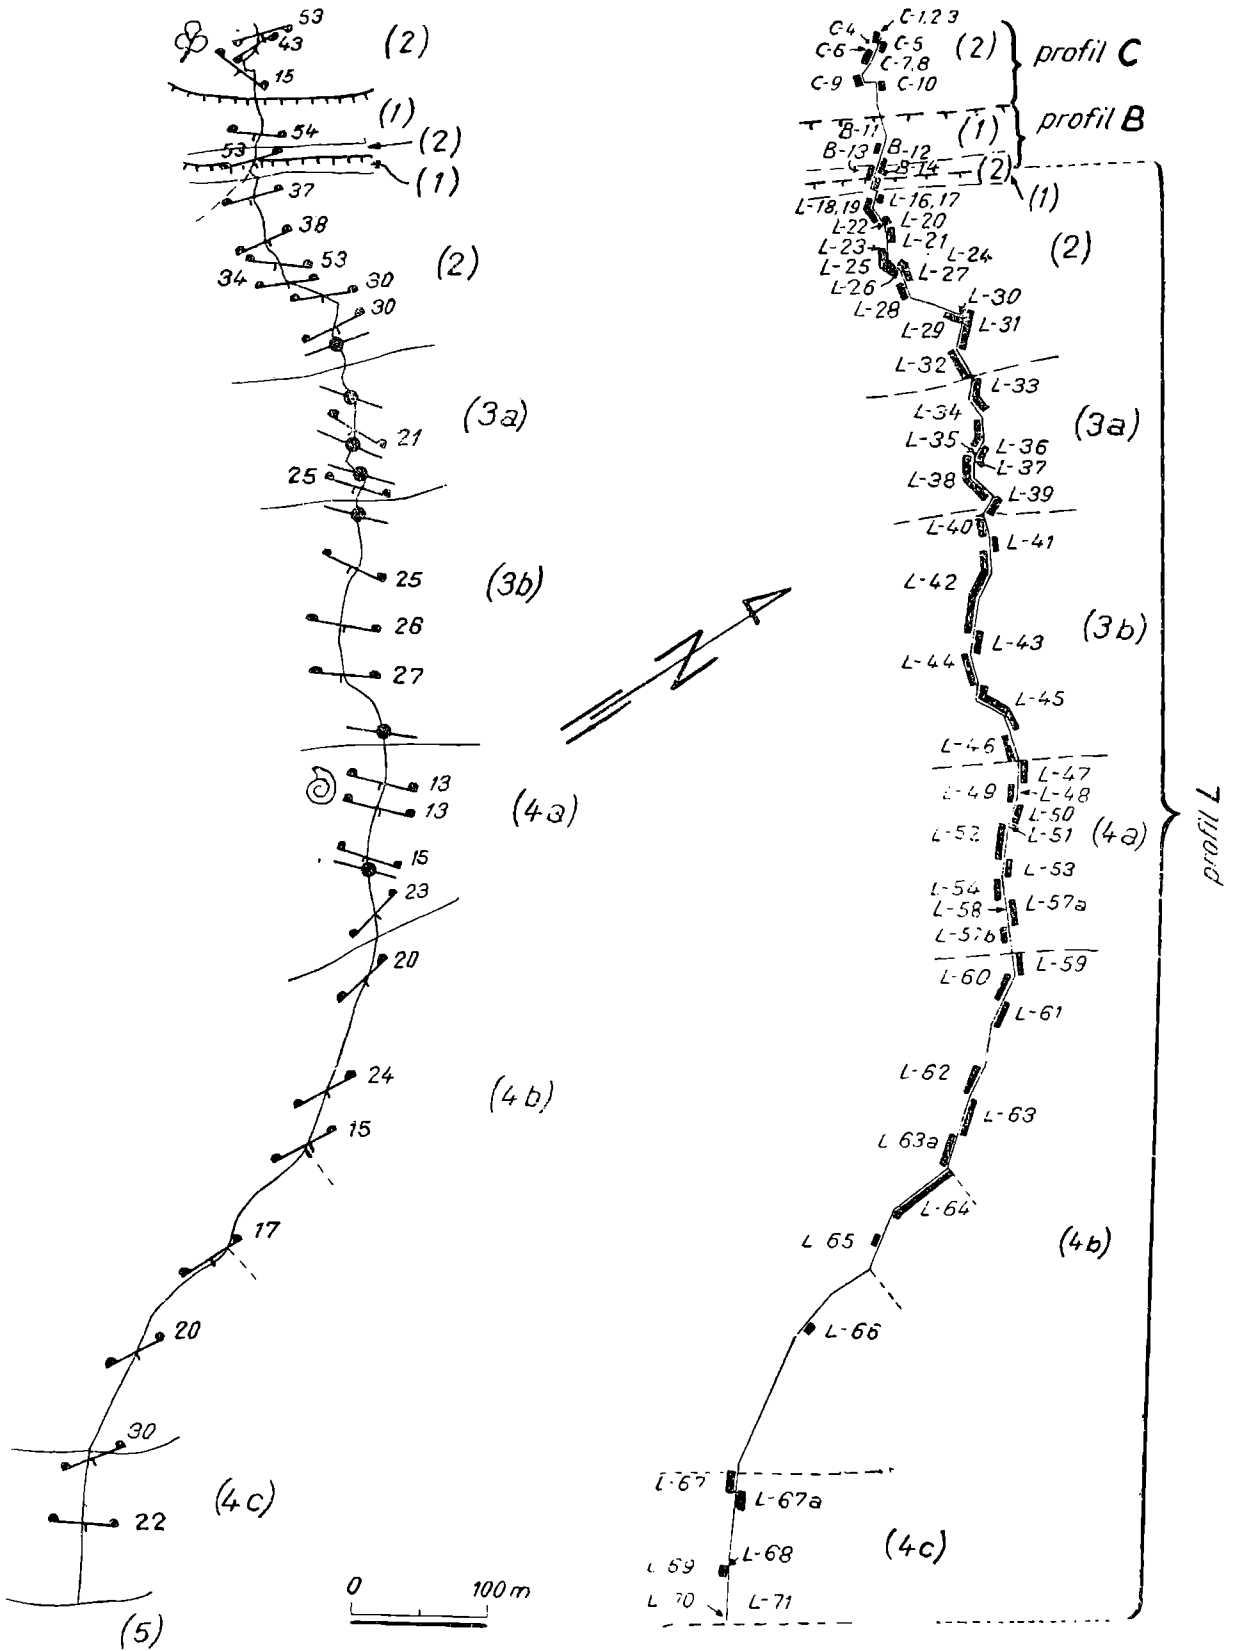 53
43
(2)
15
(1)
54
(2)
53
(1)
37
38
53
(2)
34
30
30
(3a)
21
25
25
(3b)
26
27
13
13
(4a)
15
23
20
24
(4b)
15
17
20
30
(4c)
22
(5)
0 100 m
N
C-1,2 3
C-4
C-5
(2)
C-6
C-7,8
C-9
C-10
profil C
profil B
B-11
(1)
B-12
B-13
B-14
(2)
(1)
L-16,17
L-18,19
L-20
L-22
L-21
(2)
L-23
L-24
L-25
L-27
L-26
L-28
L-30
L-29
L-31
L-32
L-33
L-34
(3a)
L-35
L-36
L-37
L-38
L-39
L-40
L-41
L-42
(3b)
L-43
L-44
L-45
L-46
L-47
L-49
L-48
L-50
L-52
L-51
(4a)
L-53
L-54
L-58
L-57a
L-57b
L-59
L-60
L-61
L-62
L-63
L 63a
L-64
L 65
(4b)
L-66
L-67
L-67a
L-68
L 69
(4c)
L 70
L-71
profil L